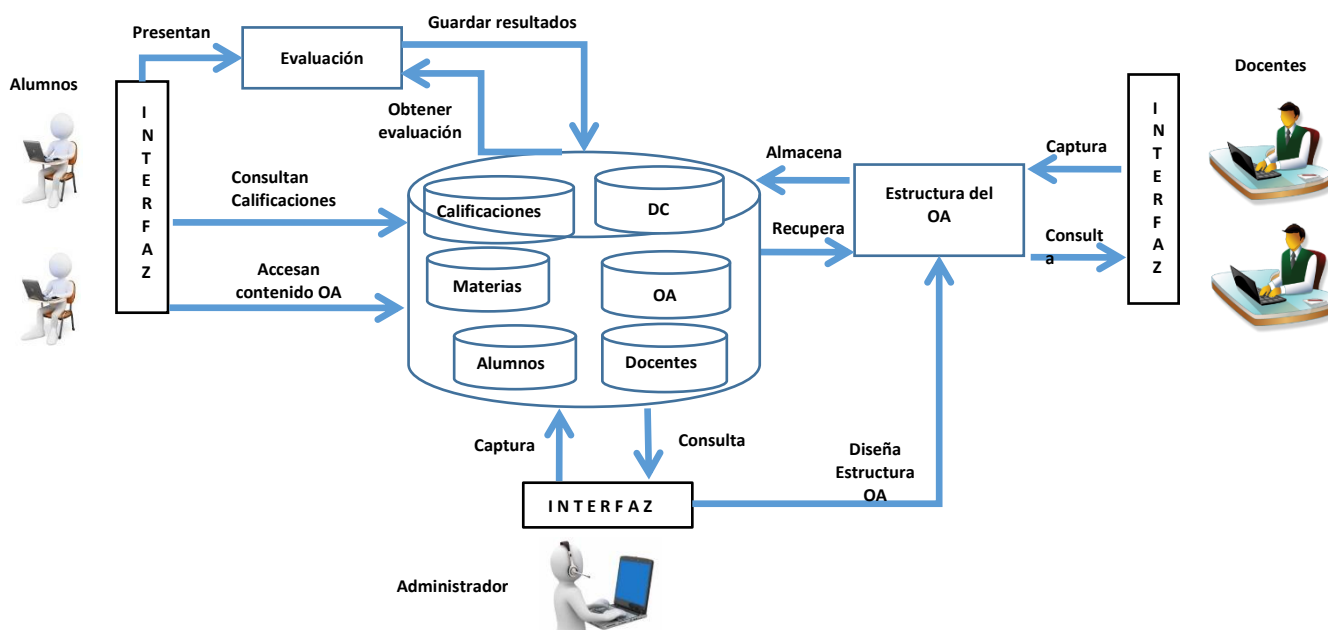 Guardar resultados
Presentan
Evaluación
Alumnos
Docentes
I N T E R F A Z
I N T E R F A Z
Obtener
evaluación
Captura
Almacena
Consultan
Calificaciones
Calificaciones
DC
Estructura del
OA
Recupera
Consult
a
Accesan
contenido OA
Materias
OA
Alumnos
Docentes
Captura
Consulta
Diseña
Estructura
OA
I N T E R F A Z
Administrador